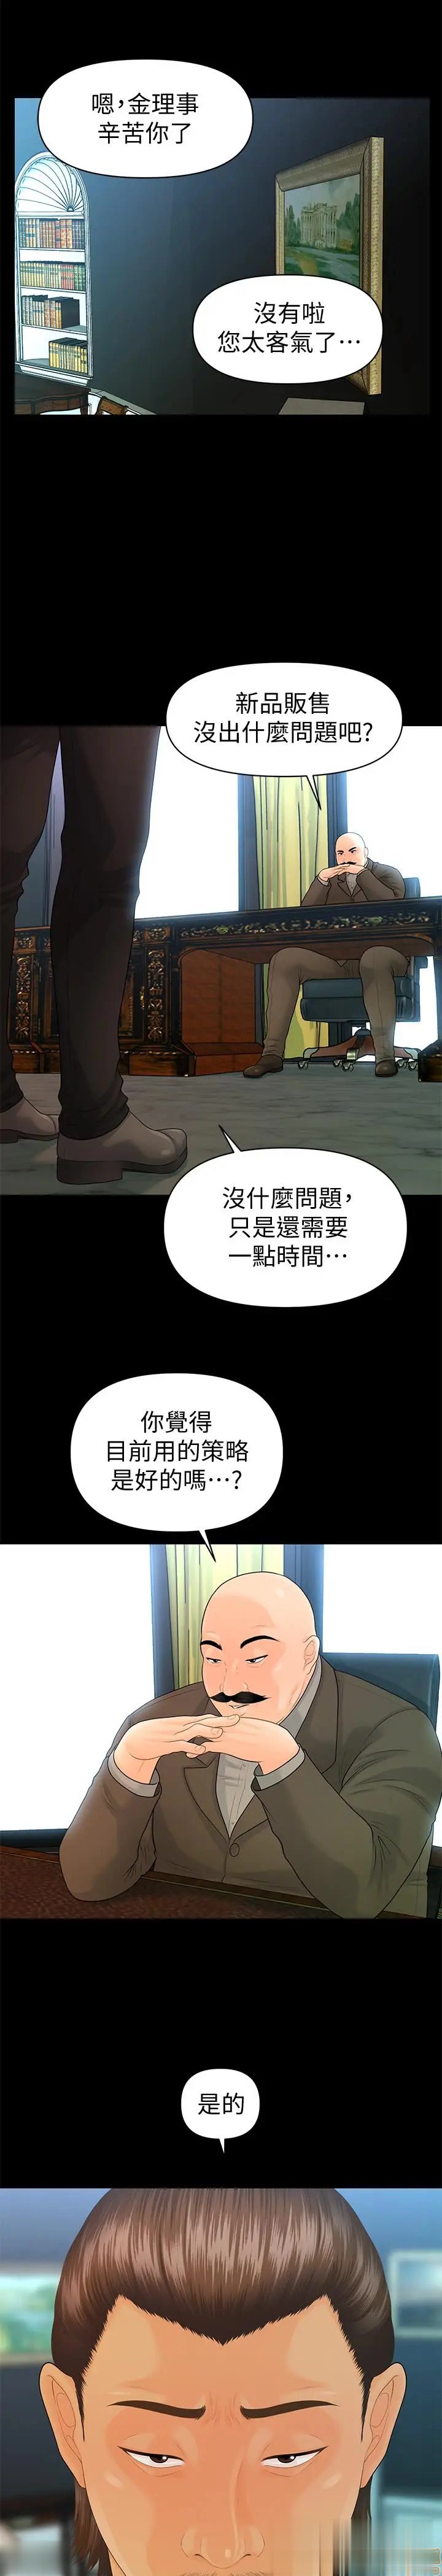 嗯，金理事
辛苦你了
沒有啦
您太客氣了…
新品販售
沒出什麼問題吧?
沒什麼問題，
只是還需要
一點時間…
你覺得
目前用的策略
是好的嗎…?
是的